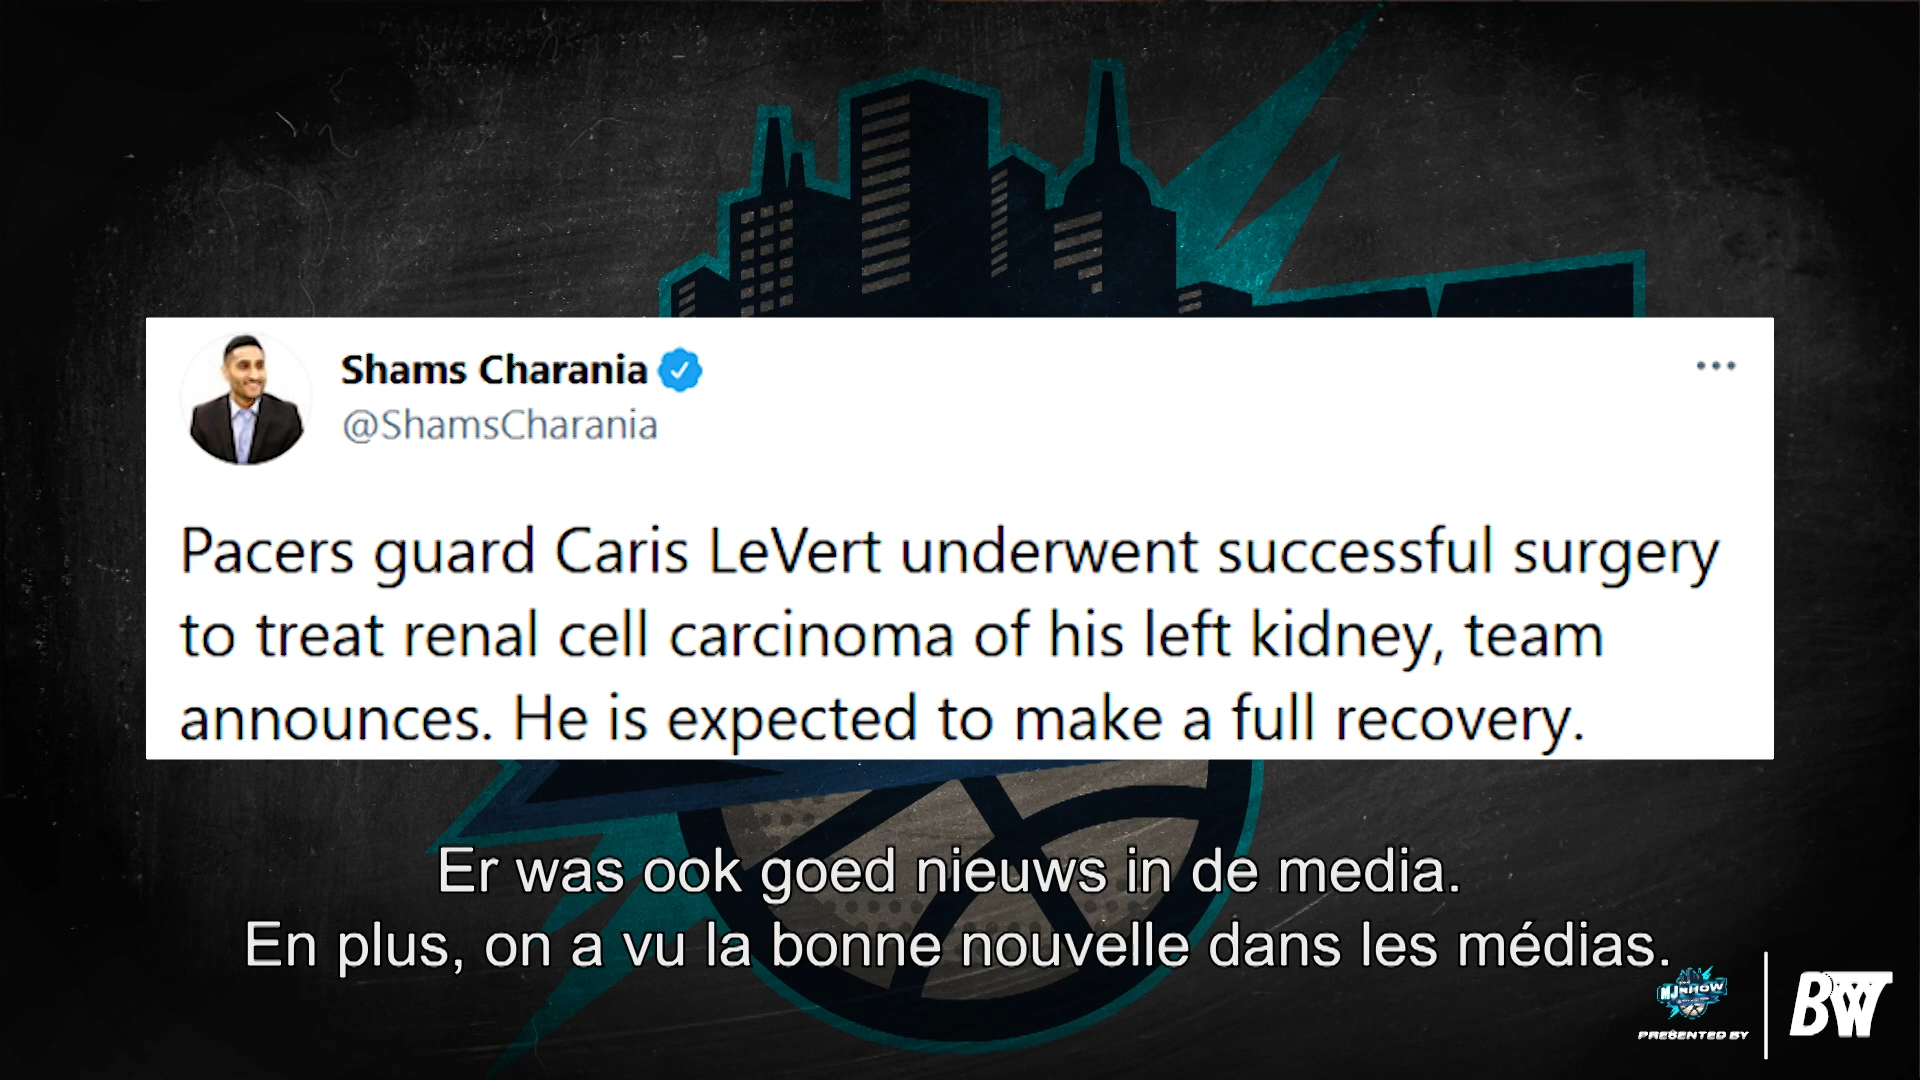 Shams Charania
@ShamsCharania
Pacers guard Caris LeVert underwent successful surgery
to treat renal cell carcinoma of his left kidney, team
announces. He is expected to make a full recovery.
Er was ook goed nieuws in de media.
En plus, on a vu la bonne nouvelle dans les médias.
PRESENTED BY
BW